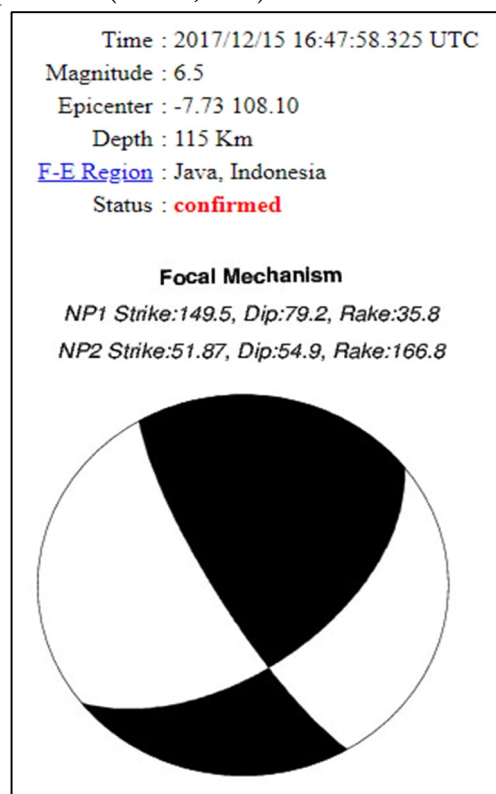 Time : 2017/12/15 16:47:58.325 UTC
Magnitude : 6.5
Epicenter : -7.73 108.10
Depth : 115 Km
F-E Region : Java, Indonesia
Status : confirmed
Focal Mechanism
NP1 Strike:149.5, Dip:79.2, Rake:35.8
NP2 Strike:51.87, Dip:54.9, Rake:166.8